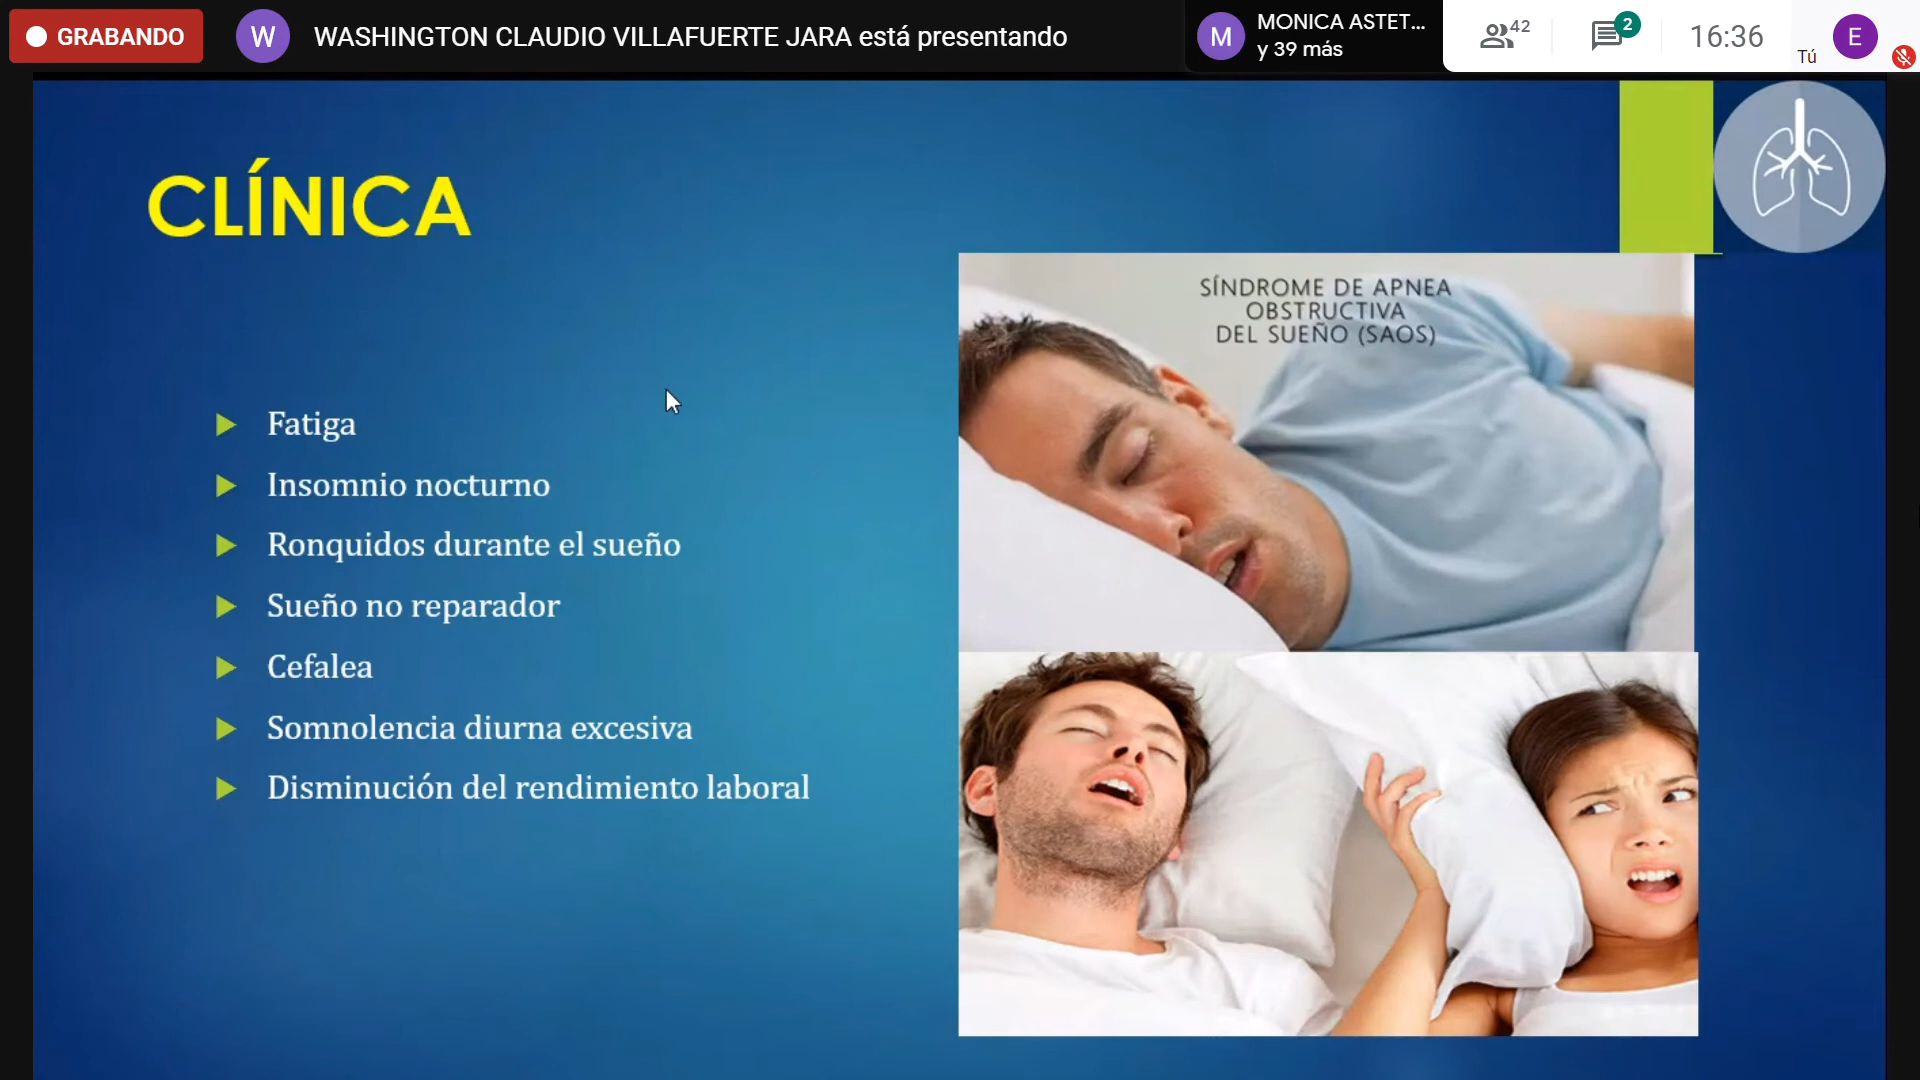 GRABANDO
W
WASHINGTON CLAUDIO VILLAFUERTE JARA está presentando
M
MONICA ASTET...
y 39 más
42
2
16:36
Tú
E
CLÍNICA
SÍNDROME DE APNEA
OBSTRUCTIVA
DEL SUEÑO (SAOS)
Fatiga
Insomnio nocturno
Ronquidos durante el sueño
Sueño no reparador
Cefalea
Somnolencia diurna excesiva
Disminución del rendimiento laboral